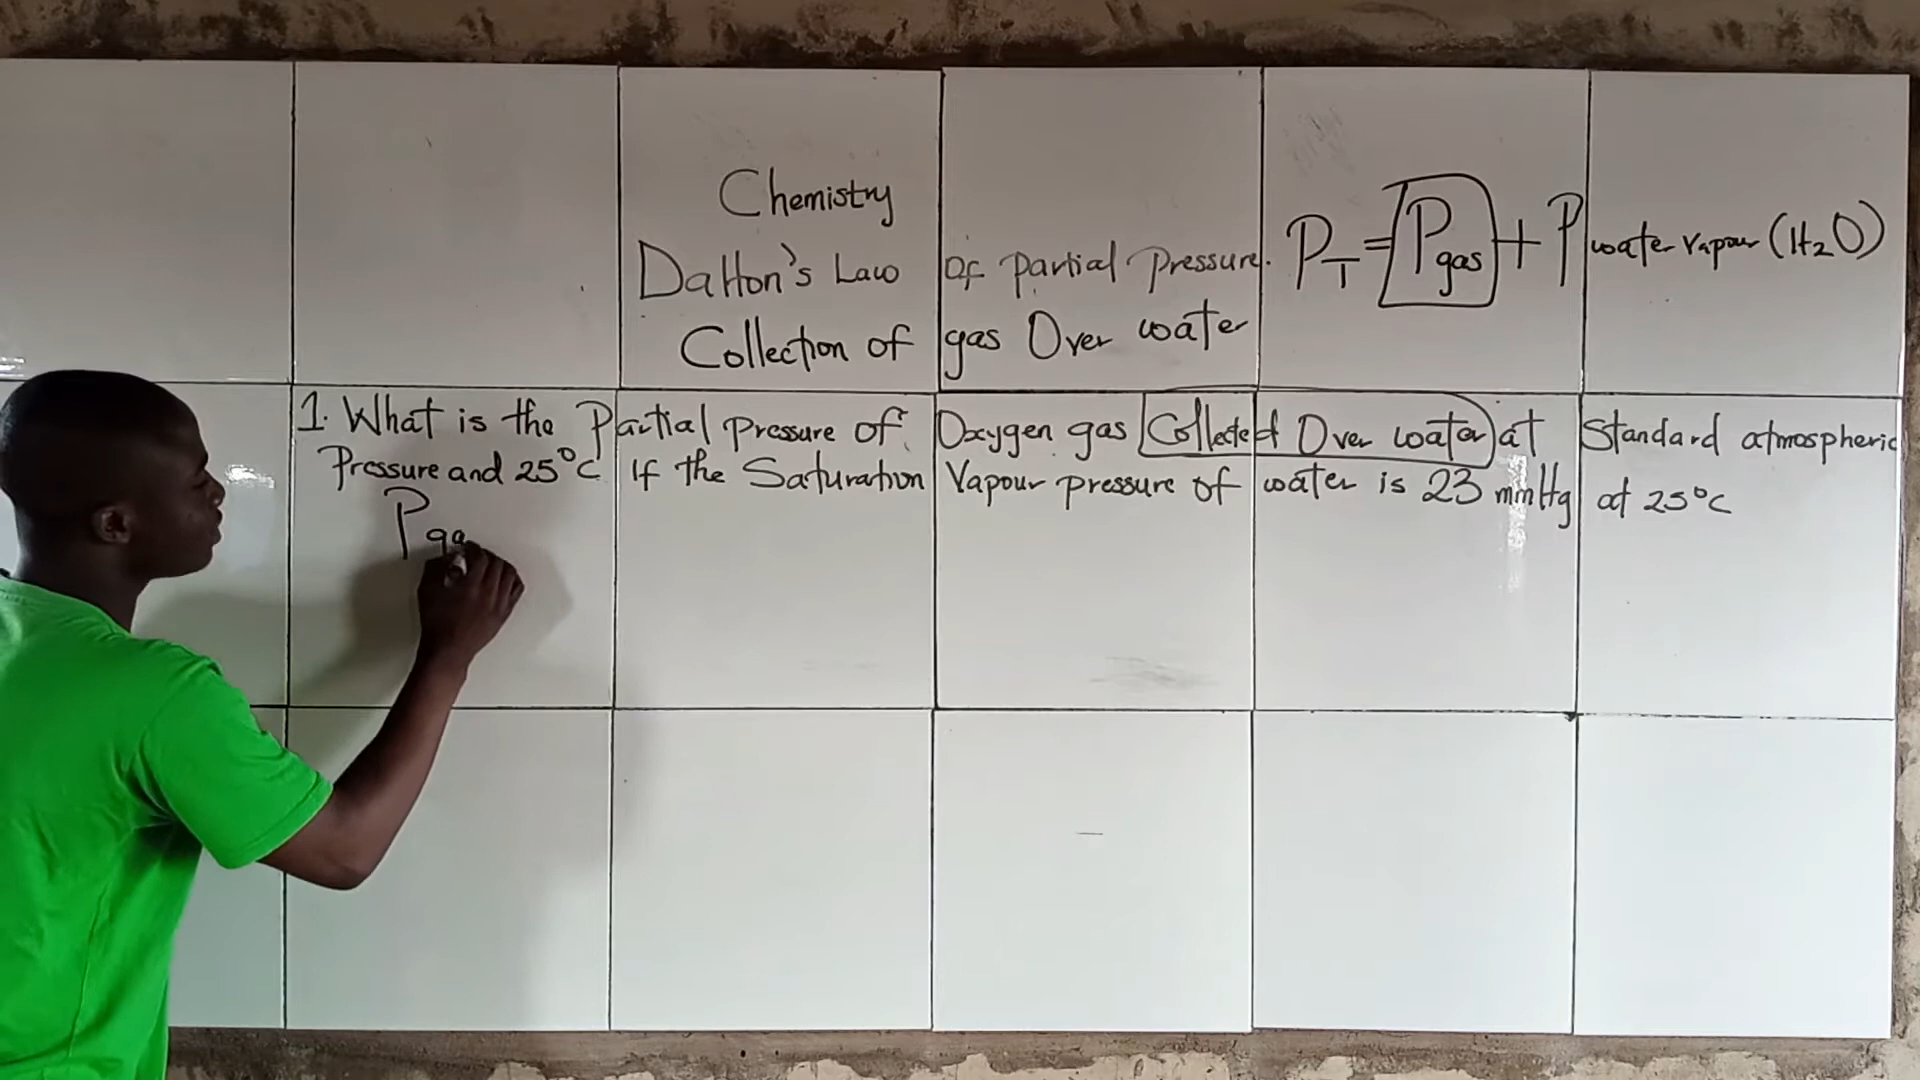 Chemistry
Dalton's Law of Partial Pressure.
Collection of gas Over water
P_T = P_gas + P water vapour (H₂O)
1. What is the Partial pressure of Oxygen gas Collected Over water at Standard atmospheric
Pressure and 25°C If the Saturation Vapour pressure of water is 23 mmHg at 25°C
P_ga